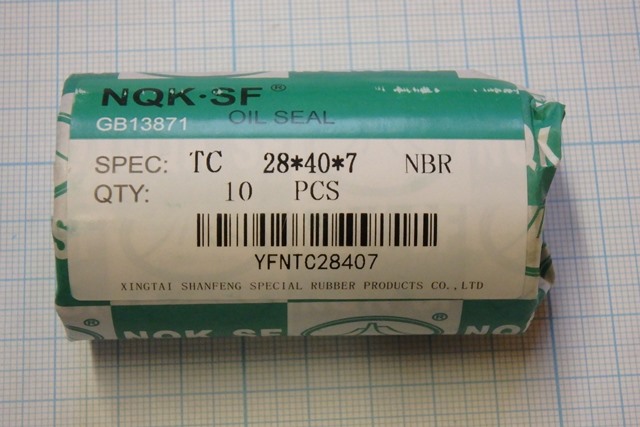 NQK·SF®
OIL SEAL
GB13871
SPEC: TC 28*40*7 NBR
QTY: 10 PCS
YFNTC28407
XINGTAI SHANFENG SPECIAL RUBBER PRODUCTS CO.,LTD
NQK SF ® ® NQ